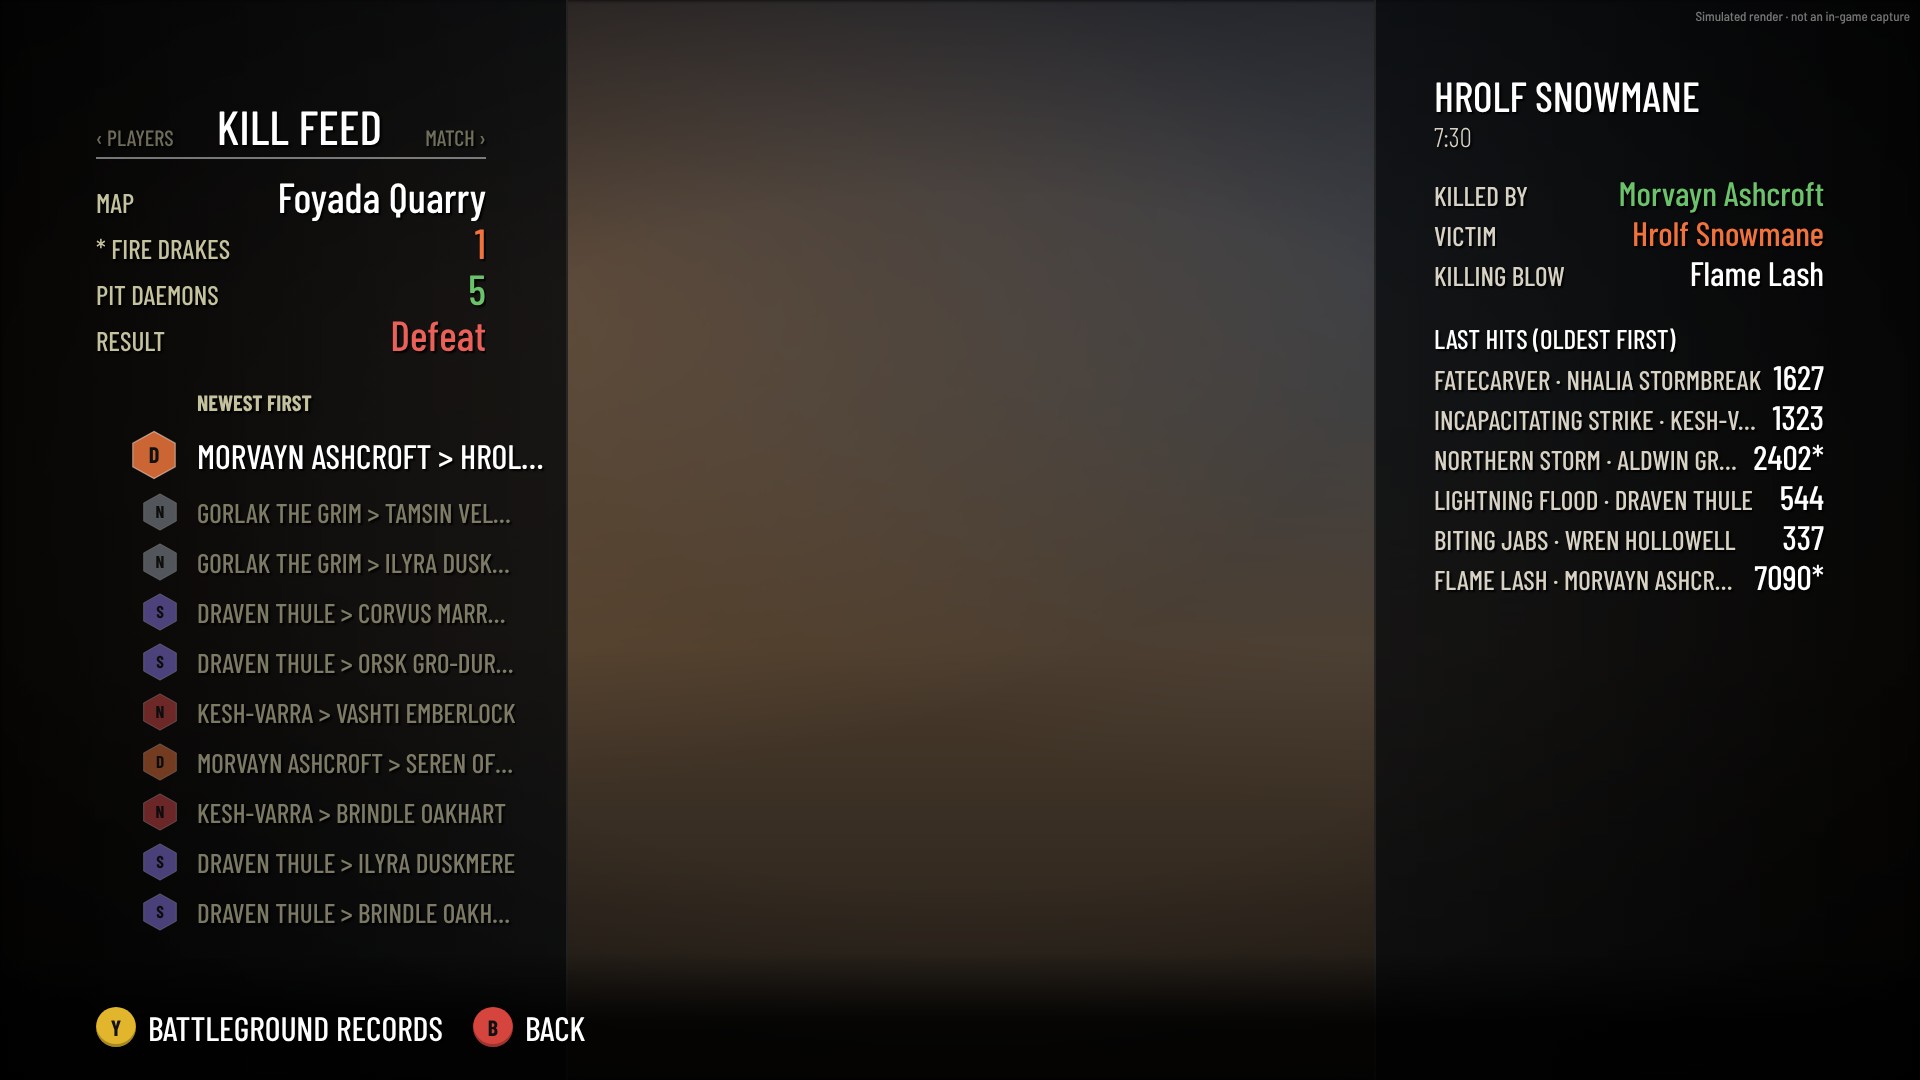 Simulated render · not an in-game capture
‹ PLAYERS KILL FEED MATCH ›
MAP Foyada Quarry
* FIRE DRAKES 1
PIT DAEMONS 5
RESULT Defeat
NEWEST FIRST
D MORVAYN ASHCROFT > HROL...
N GORLAK THE GRIM > TAMSIN VEL...
N GORLAK THE GRIM > ILYRA DUSK...
S DRAVEN THULE > CORVUS MARR...
S DRAVEN THULE > ORSK GRO-DUR...
N KESH-VARRA > VASHTI EMBERLOCK
D MORVAYN ASHCROFT > SEREN OF...
N KESH-VARRA > BRINDLE OAKHART
S DRAVEN THULE > ILYRA DUSKMERE
S DRAVEN THULE > BRINDLE OAKH...
Y BATTLEGROUND RECORDS B BACK
HROLF SNOWMANE
7:30
KILLED BY Morvayn Ashcroft
VICTIM Hrolf Snowmane
KILLING BLOW Flame Lash
LAST HITS (OLDEST FIRST)
FATECARVER · NHALIA STORMBREAK 1627
INCAPACITATING STRIKE · KESH-V... 1323
NORTHERN STORM · ALDWIN GR... 2402*
LIGHTNING FLOOD · DRAVEN THULE 544
BITING JABS · WREN HOLLOWELL 337
FLAME LASH · MORVAYN ASHCR... 7090*